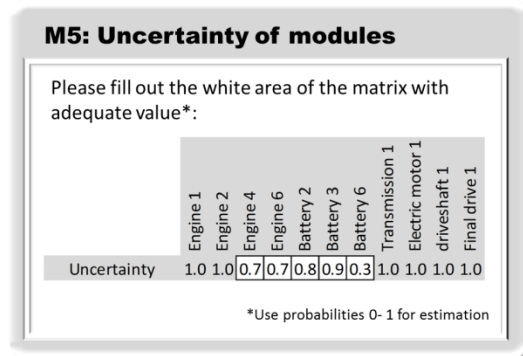 M5: Uncertainty of modules
Please fill out the white area of the matrix with
adequate value*:
Engine 1
Engine 2
Engine 4
Engine 6
Battery 2
Battery 3
Battery 6
Transmission 1
Electric motor 1
driveshaft 1
Final drive 1
Uncertainty 1.0 1.0 0.7 0.7 0.8 0.9 0.3 1.0 1.0 1.0 1.0
*Use probabilities 0- 1 for estimation